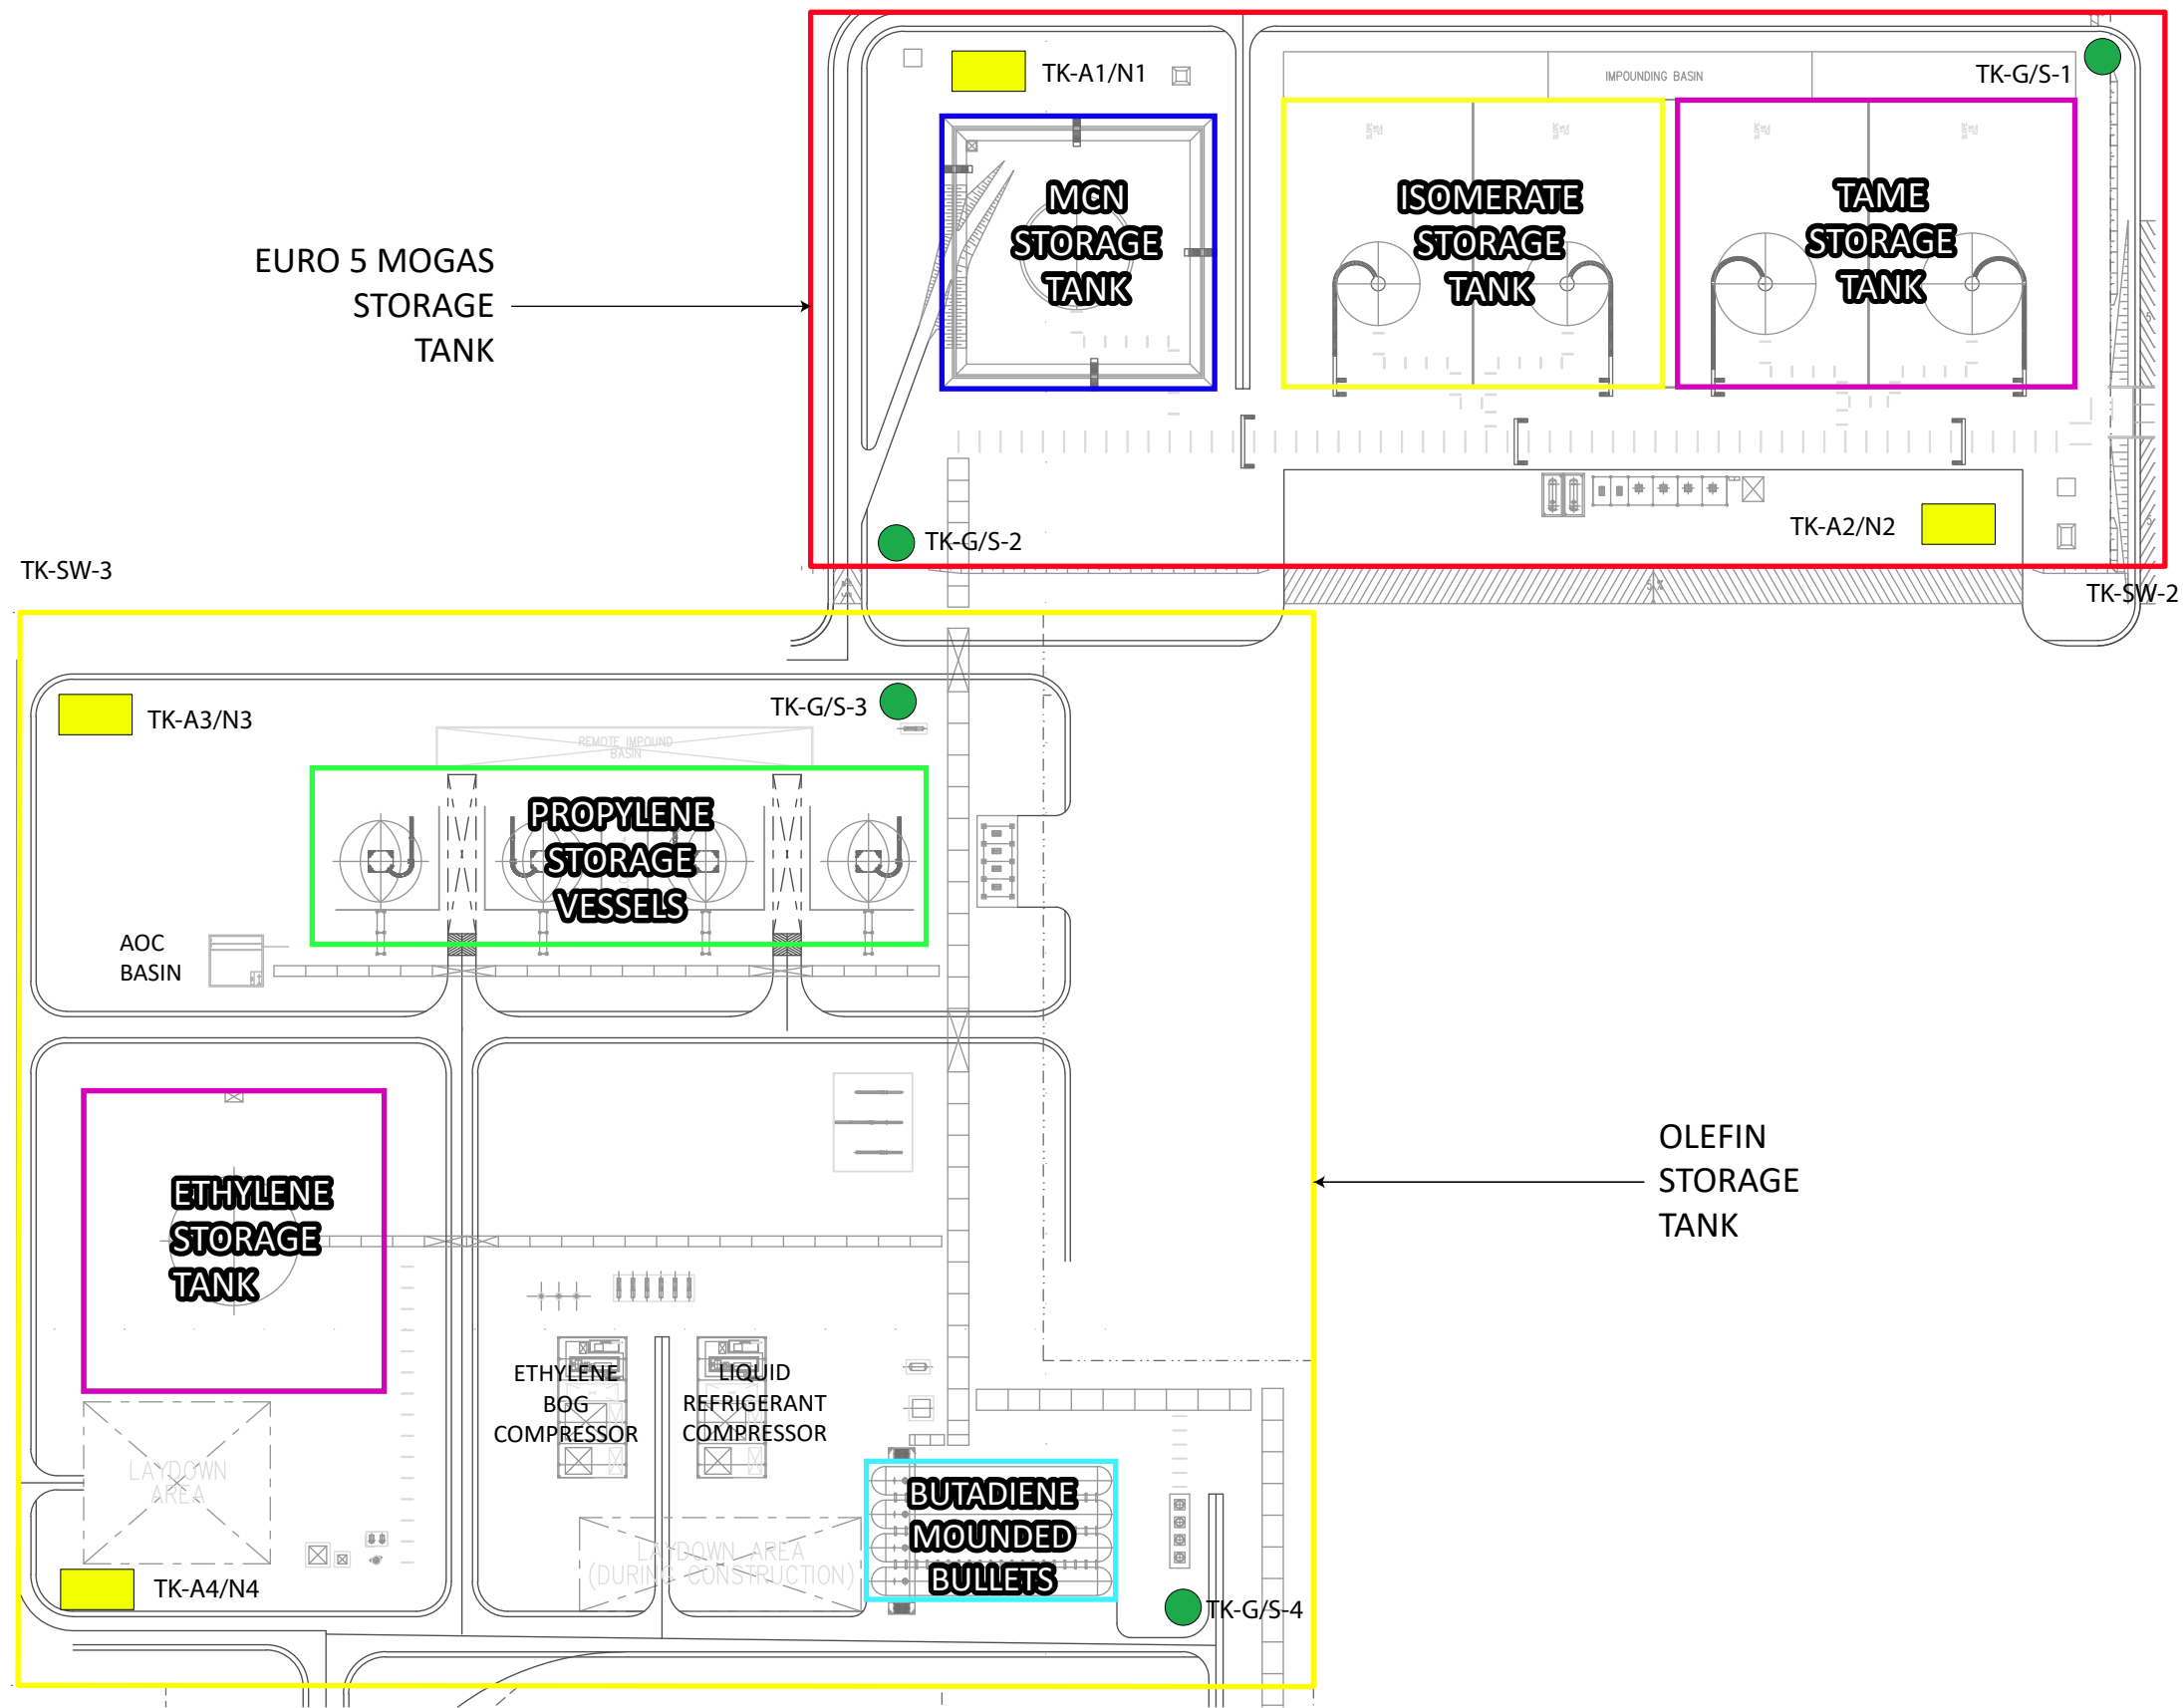 TK-A1/N1
IMPOUNDING BASIN
TK-G/S-1
MCN
STORAGE
TANK
ISOMERATE
STORAGE
TANK
TAME
STORAGE
TANK
EURO 5 MOGAS
STORAGE
TANK
TK-A2/N2
TK-G/S-2
TK-SW-3
TK-SW-2
TK-A3/N3
TK-G/S-3
REMOTE IMPOUND
BASIN
PROPYLENE
STORAGE
VESSELS
AOC
BASIN
OLEFIN
STORAGE
TANK
ETHYLENE
STORAGE
TANK
ETHYLENE
BOG
COMPRESSOR
LIQUID
REFRIGERANT
COMPRESSOR
LAYDOWN
AREA
BUTADIENE
MOUNDED
BULLETS
LAYDOWN AREA
(DURING CONSTRUCTION)
TK-A4/N4
TK-G/S-4